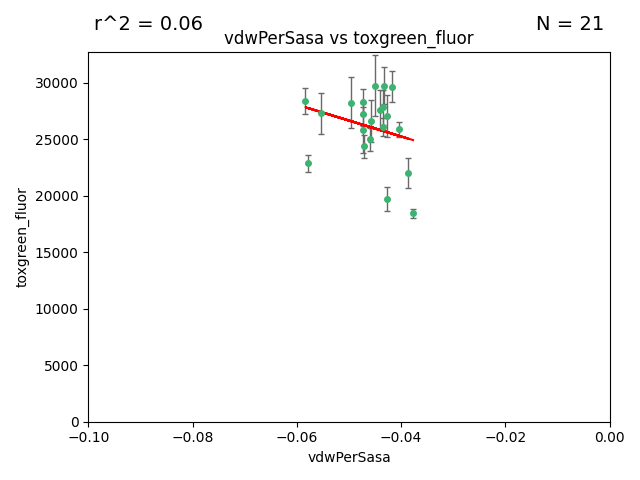 r^2 = 0.06
N = 21
vdwPerSasa vs toxgreen_fluor
toxgreen_fluor
30000
25000
20000
15000
10000
5000
0
−0.10
−0.08
−0.06
−0.04
−0.02
0.00
vdwPerSasa